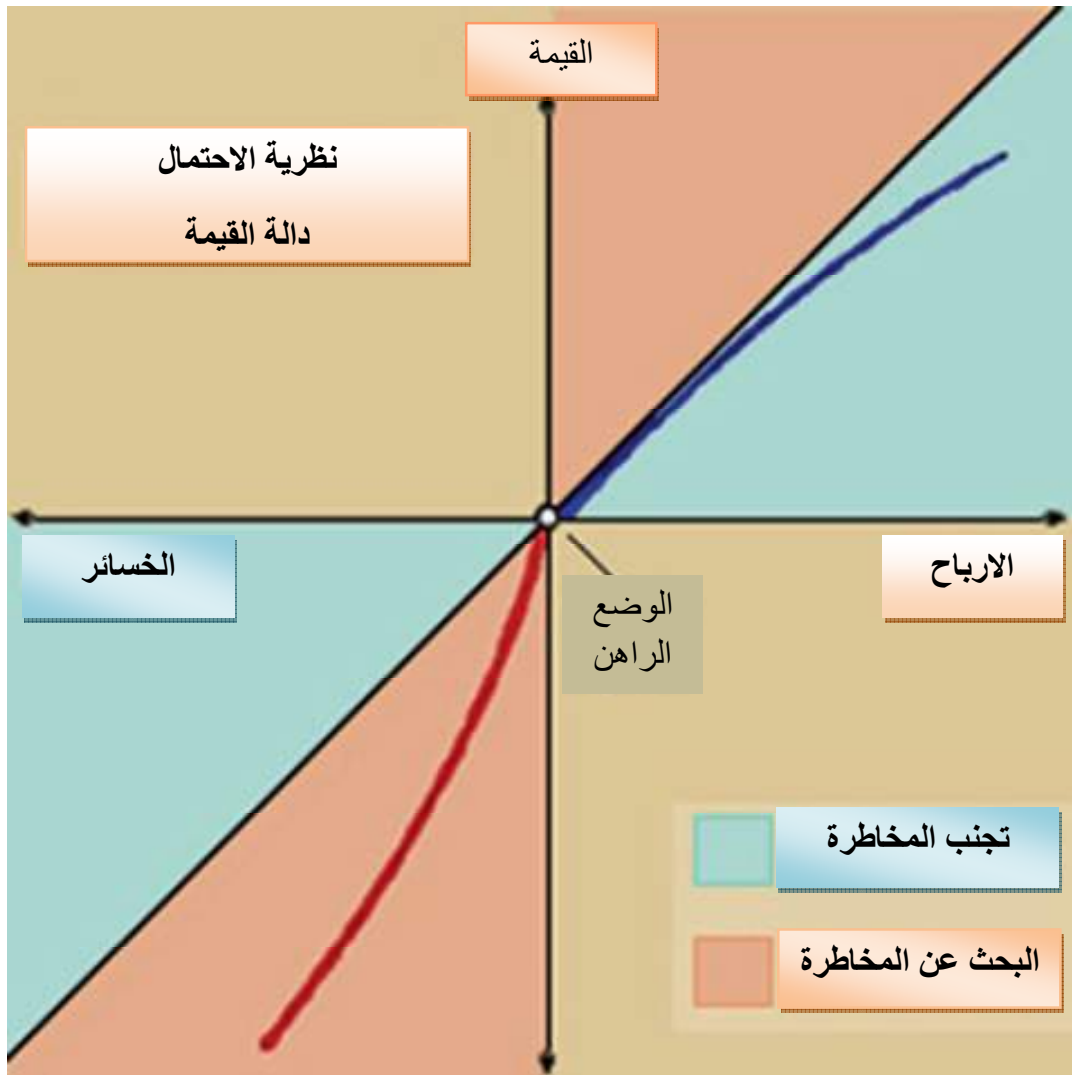 القيمة
نظرية الاحتمال
دالة القيمة
الارباح
الخسائر
الوضع
الراهن
تجنب المخاطرة
البحث عن المخاطرة